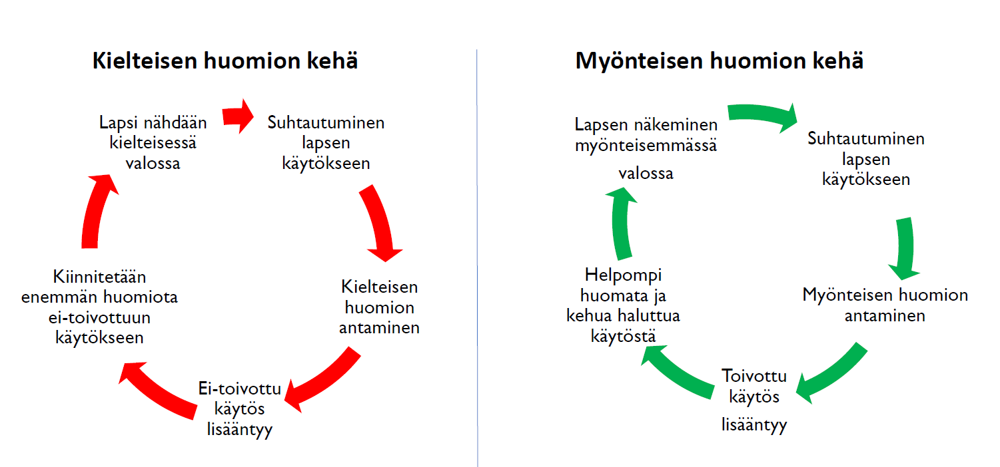 Kielteisen huomion kehä
Lapsi nähdään
kielteisessä
valossa
Suhtautuminen
lapsen
käytökseen
Kielteisen
huomion
antaminen
Ei-toivottu
käytös
lisääntyy
Kiinnitetään
enemmän huomiota
ei-toivottuun
käytökseen
Myönteisen huomion kehä
Lapsen näkeminen
myönteisemmässä
valossa
Suhtautuminen
lapsen
käytökseen
Myönteisen huomion
antaminen
Toivottu
käytös
lisääntyy
Helpompi
huomata ja
kehua haluttua
käytöstä